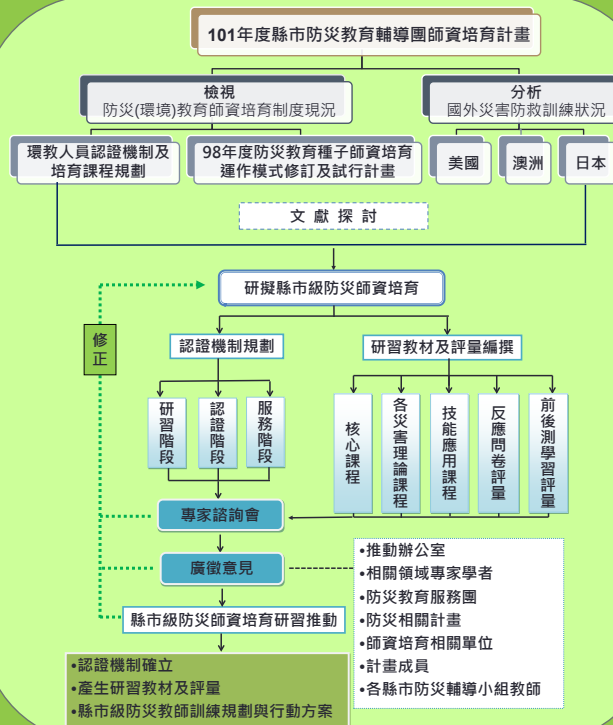 101年度縣市防災教育輔導團師資培育計畫
檢視
防災(環境)教育師資培育制度現況
分析
國外災害防救訓練狀況
環教人員認證機制及
培育課程規劃
98年度防災教育種子師資培育
運作模式修訂及試行計畫
美國
澳洲
日本
文獻探討
研擬縣市級防災師資培育
修正
認證機制規劃
研習教材及評量編撰
研習階段
認證階段
服務階段
核心課程
各災害理論課程
技能應用課程
反應問卷評量
前後測學習評量
專家諮詢會
廣徵意見
縣市級防災師資培育研習推動
•推動辦公室
•相關領域專家學者
•防災教育服務團
•防災相關計畫
•師資培育相關單位
•計畫成員
•各縣市防災輔導小組教師
•認證機制確立
•產生研習教材及評量
•縣市級防災教師訓練規劃與行動方案